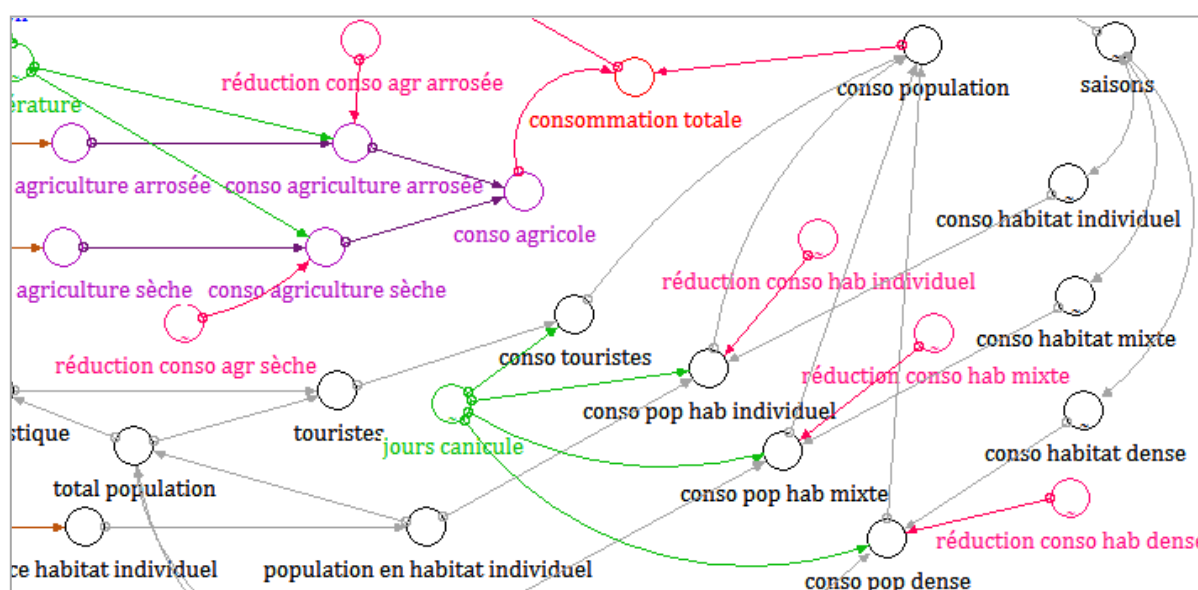 réduction conso agr arrosée
conso population
saisons
érature
consommation totale
agriculture arrosée
conso agriculture arrosée
conso habitat individuel
conso agricole
réduction conso hab individuel
agriculture sèche
conso agriculture sèche
conso habitat mixte
réduction conso agr sèche
conso touristes
réduction conso hab mixte
conso pop hab individuel
stique
touristes
jours canicule
conso habitat dense
total population
conso pop hab mixte
réduction conso hab dense
ce habitat individuel
population en habitat individuel
conso pop dense